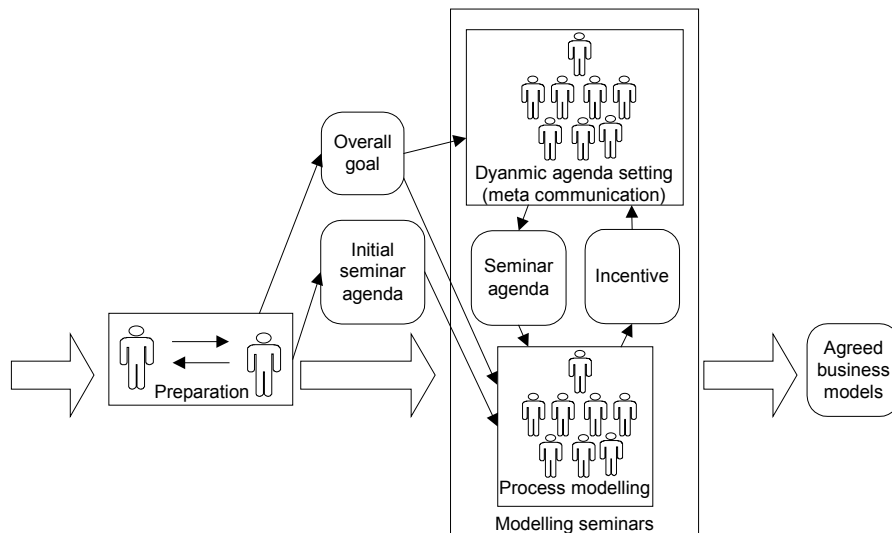 Overall
goal
Initial
seminar
agenda
Preparation
Dyanmic agenda setting
(meta communication)
Seminar
agenda
Incentive
Process modelling
Modelling seminars
Agreed
business
models